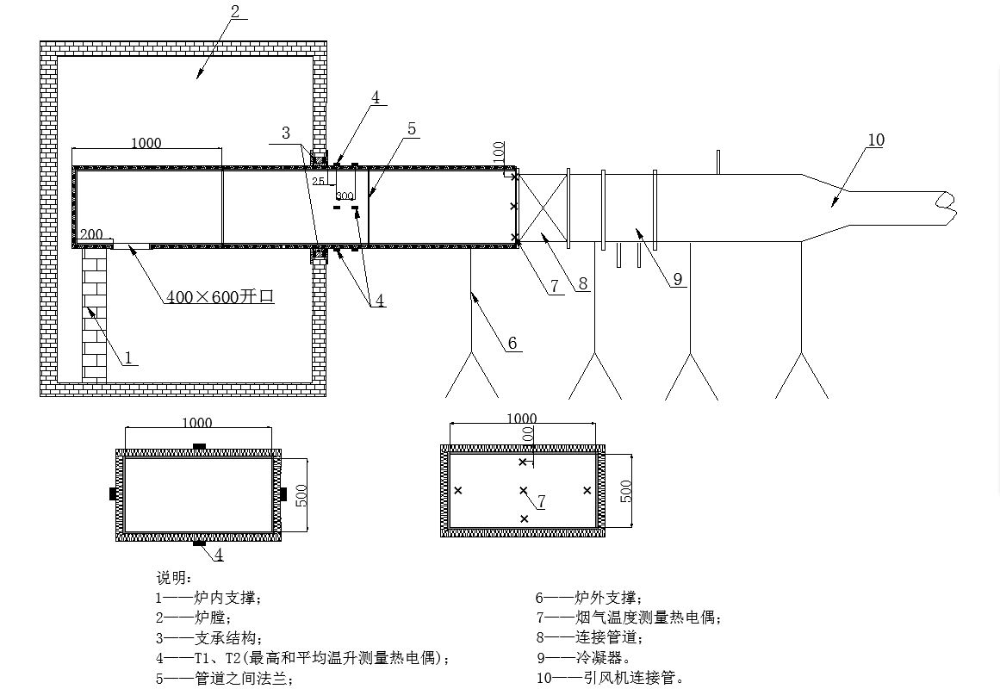 2
4
3
5
1000
10
100
25
300
200
7
8
9
400×600开口
4
6
1
1000
500
4
1000
100
500
7
说明:
1——炉内支撑;
2——炉膛;
3——支承结构;
4——T1、T2(最高和平均温升测量热电偶);
5——管道之间法兰;
6——炉外支撑;
7——烟气温度测量热电偶;
8——连接管道;
9——冷凝器。
10——引风机连接管。